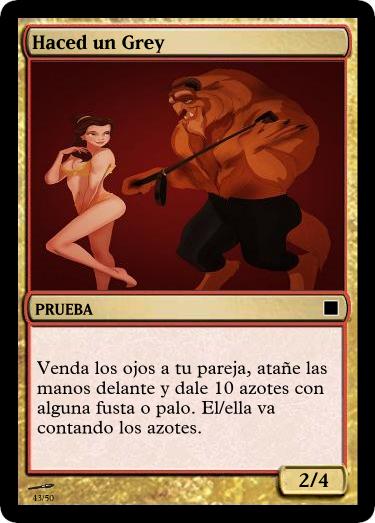 Haced un Grey
PRUEBA
Venda los ojos a tu pareja, atañe las
manos delante y dale 10 azotes con
alguna fusta o palo. El/ella va
contando los azotes.
2/4
43/50